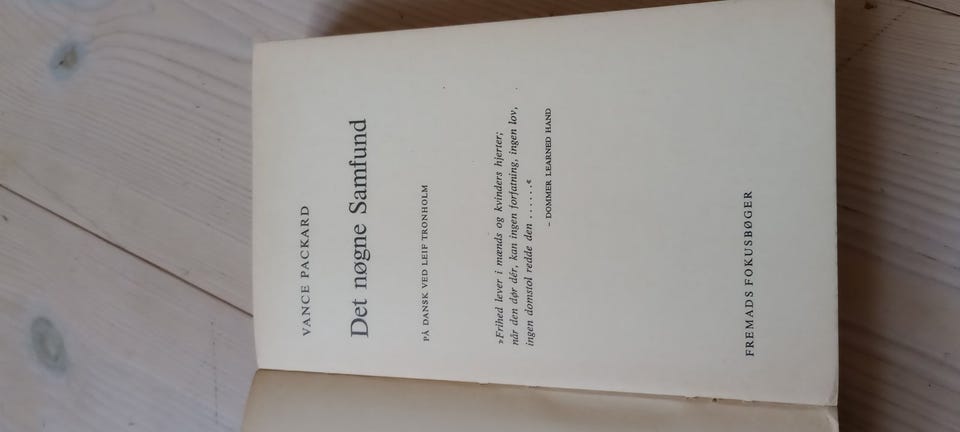 VANCE PACKARD
Det nøgne Samfund
PÅ DANSK VED LEIF TRONHOLM
»Frihed lever i mænds og kvinders hjerter;
når den dør dér, kan ingen forfatning, ingen lov,
ingen domstol redde den ......«
- DOMMER LEARNED HAND
FREMADS FOKUSBØGER